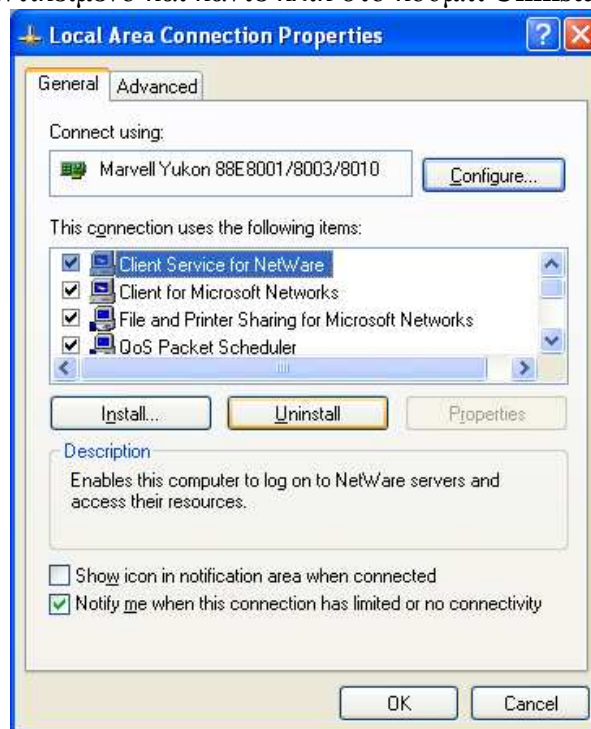 Local Area Connection Properties
General Advanced
Connect using:
Marvell Yukon 88E8001/8003/8010
Configure...
This connection uses the following items:
Client Service for NetWare
Client for Microsoft Networks
File and Printer Sharing for Microsoft Networks
QoS Packet Scheduler
Install... Uninstall Properties
Description
Enables this computer to log on to NetWare servers and
access their resources.
Show icon in notification area when connected
Notify me when this connection has limited or no connectivity
OK Cancel